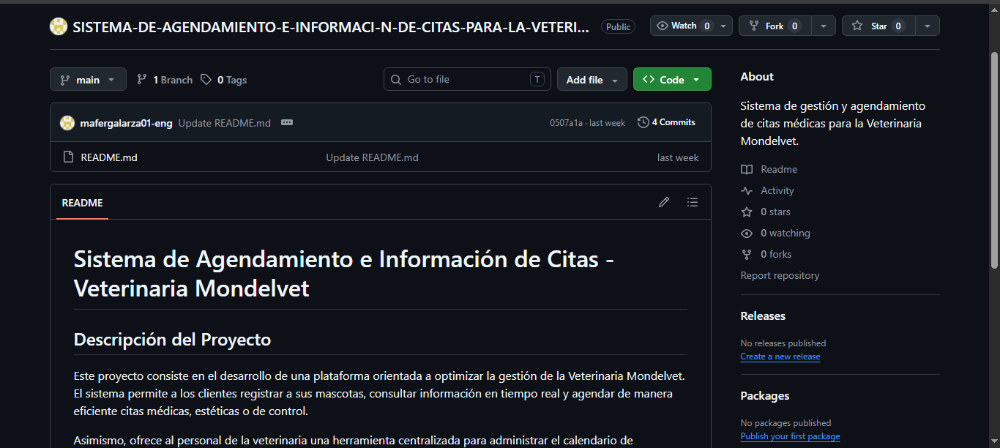 SISTEMA-DE-AGENDAMIENTO-E-INFORMACI-N-DE-CITAS-PARA-LA-VETERI...
Public
Watch 0
Fork 0
Star 0
main
1 Branch
0 Tags
Go to file
T
Add file
Code
mafergalarza01-eng Update README.md
0507a1a · last week
4 Commits
README.md
Update README.md
last week
README
Sistema de Agendamiento e Información de Citas -
Veterinaria Mondelvet
Descripción del Proyecto
Este proyecto consiste en el desarrollo de una plataforma orientada a optimizar la gestión de la Veterinaria Mondelvet.
El sistema permite a los clientes registrar a sus mascotas, consultar información en tiempo real y agendar de manera
eficiente citas médicas, estéticas o de control.
Asimismo, ofrece al personal de la veterinaria una herramienta centralizada para administrar el calendario de
About
Sistema de gestión y agendamiento
de citas médicas para la Veterinaria
Mondelvet.
Readme
Activity
0 stars
0 watching
0 forks
Report repository
Releases
No releases published
Create a new release
Packages
No packages published
Publish your first package